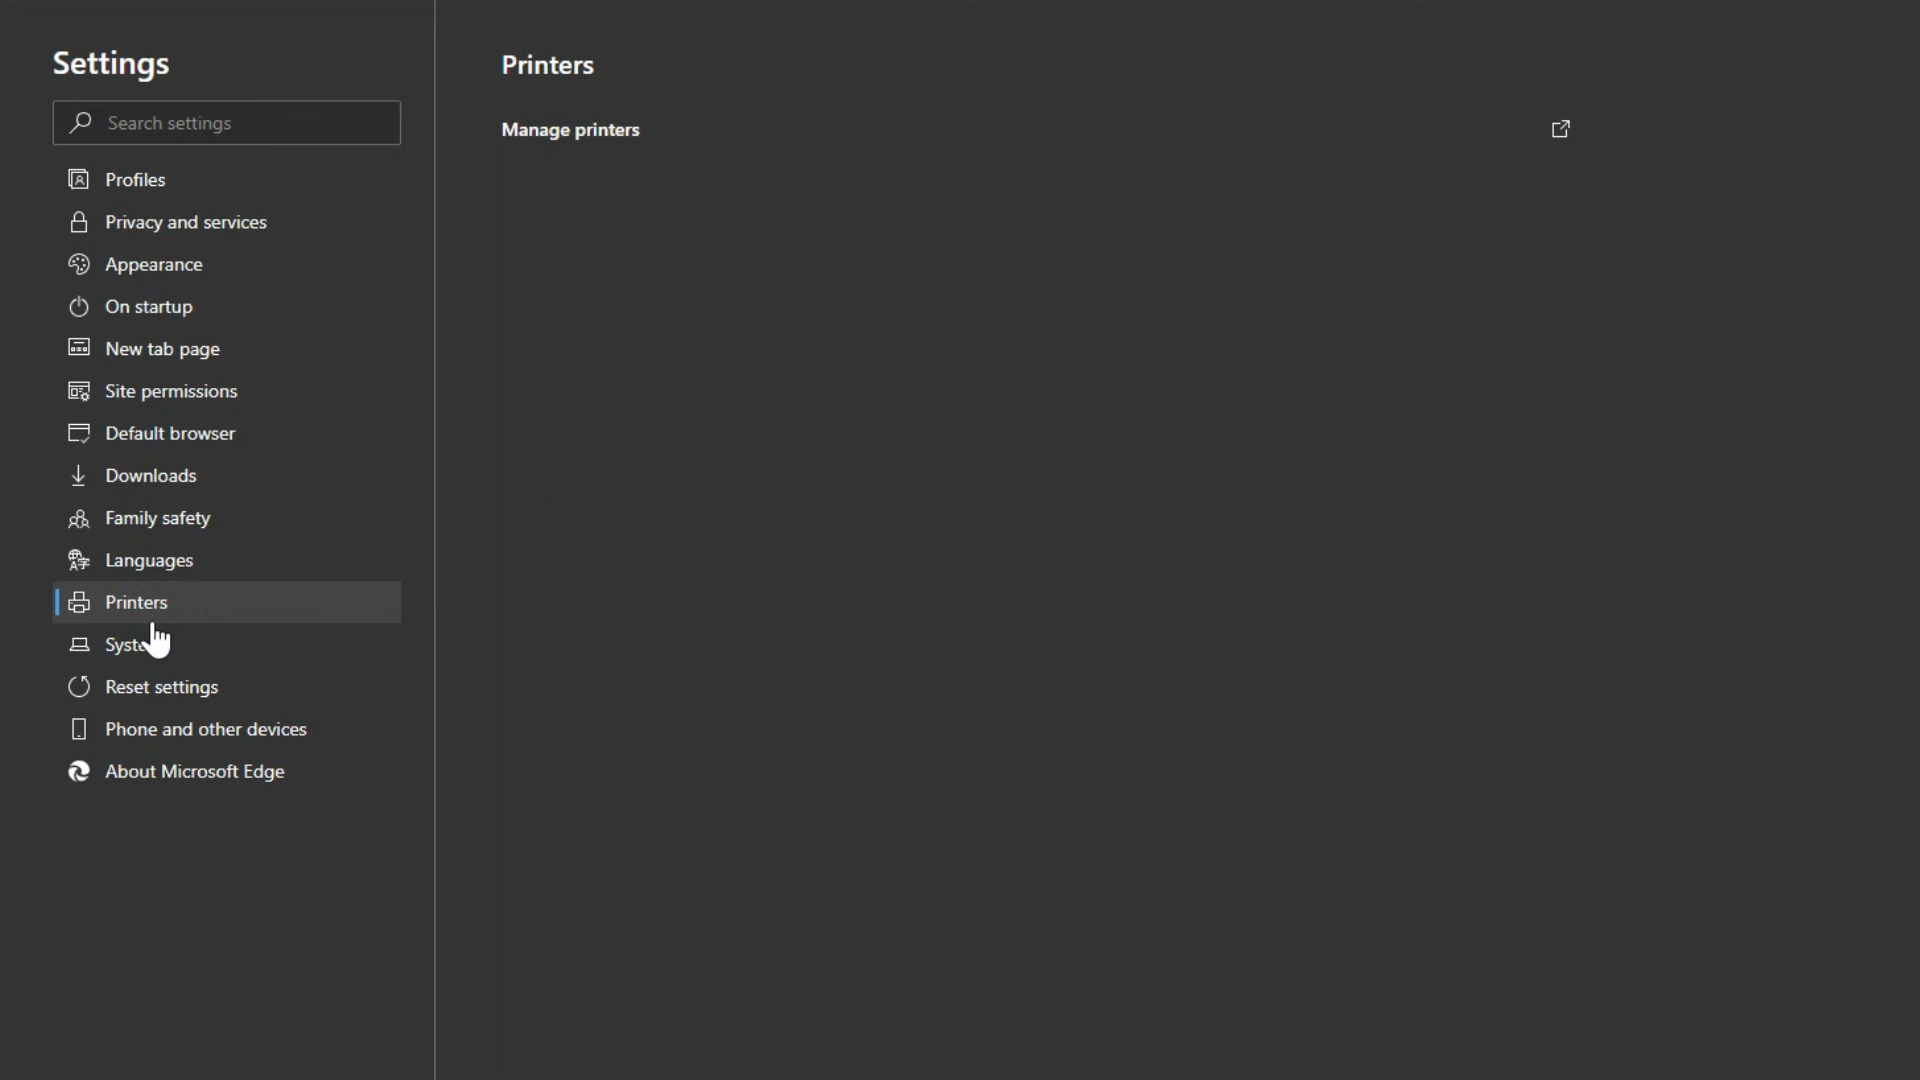 Settings
Search settings
Profiles
Privacy and services
Appearance
On startup
New tab page
Site permissions
Default browser
Downloads
Family safety
Languages
Printers
Syste
Reset settings
Phone and other devices
About Microsoft Edge
Printers
Manage printers